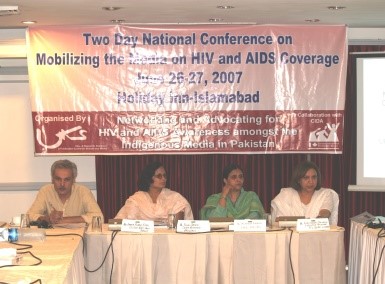 Two Day National Conference on
Mobilizing the Media on HIV and AIDS Coverage
June 26-27, 2007
Holiday Inn-Islamabad
Organised By
In Collaboration with
CIDA
Uks
Networking and Advocating for
HIV and AIDS Awareness amongst the
Indigenous Media in Pakistan